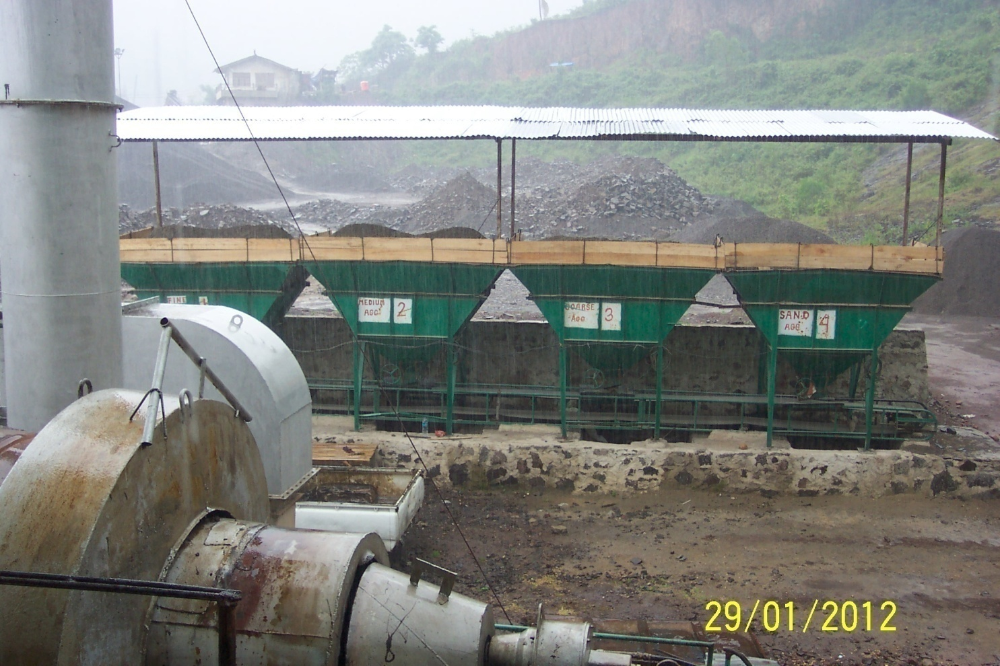 FINE 1
MEDIUM
AGG 2
COARSE
AGG 3
SAND
AGG 4
29/01/2012